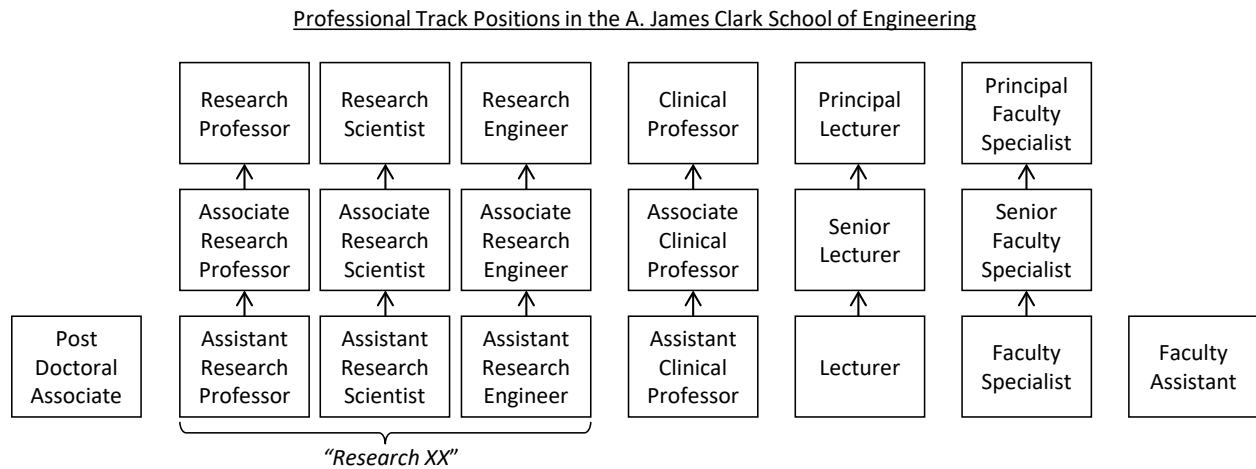 Professional Track Positions in the A. James Clark School of Engineering
Research
Professor
Research
Scientist
Research
Engineer
Clinical
Professor
Principal
Lecturer
Principal
Faculty
Specialist
Associate
Research
Professor
Associate
Research
Scientist
Associate
Research
Engineer
Associate
Clinical
Professor
Senior
Lecturer
Senior
Faculty
Specialist
Post
Doctoral
Associate
Assistant
Research
Professor
Assistant
Research
Scientist
Assistant
Research
Engineer
Assistant
Clinical
Professor
Lecturer
Faculty
Specialist
Faculty
Assistant
“Research XX”